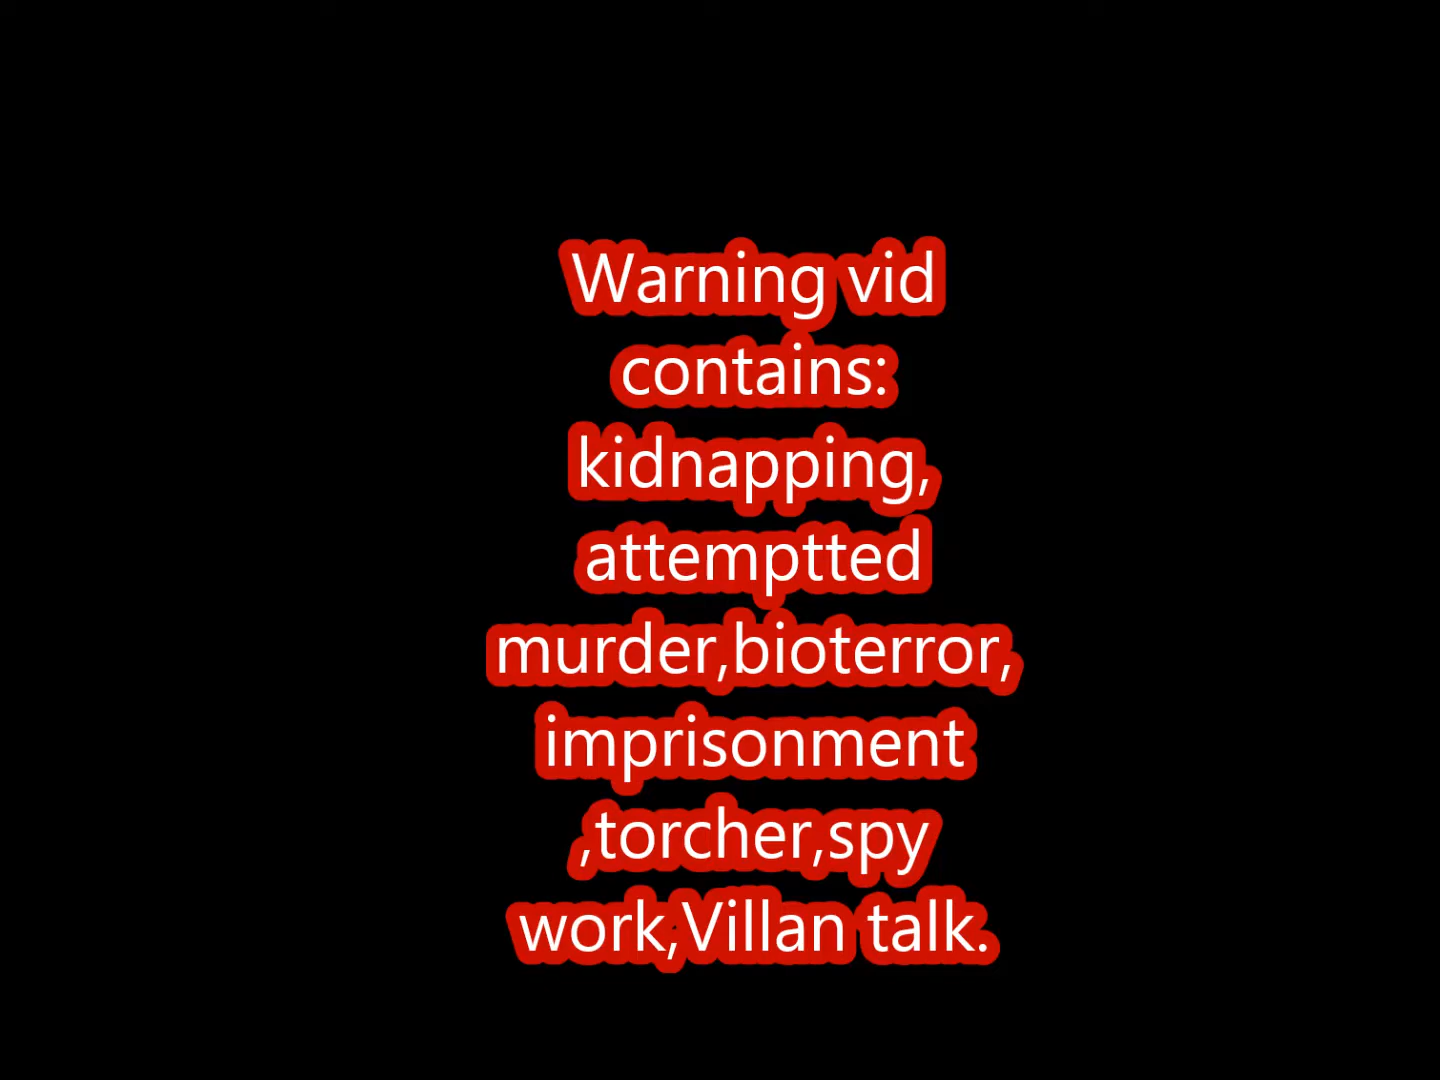 Warning vid
contains:
kidnapping,
attemptted
murder,bioterror,
imprisonment
,torcher,spy
work,Villan talk.